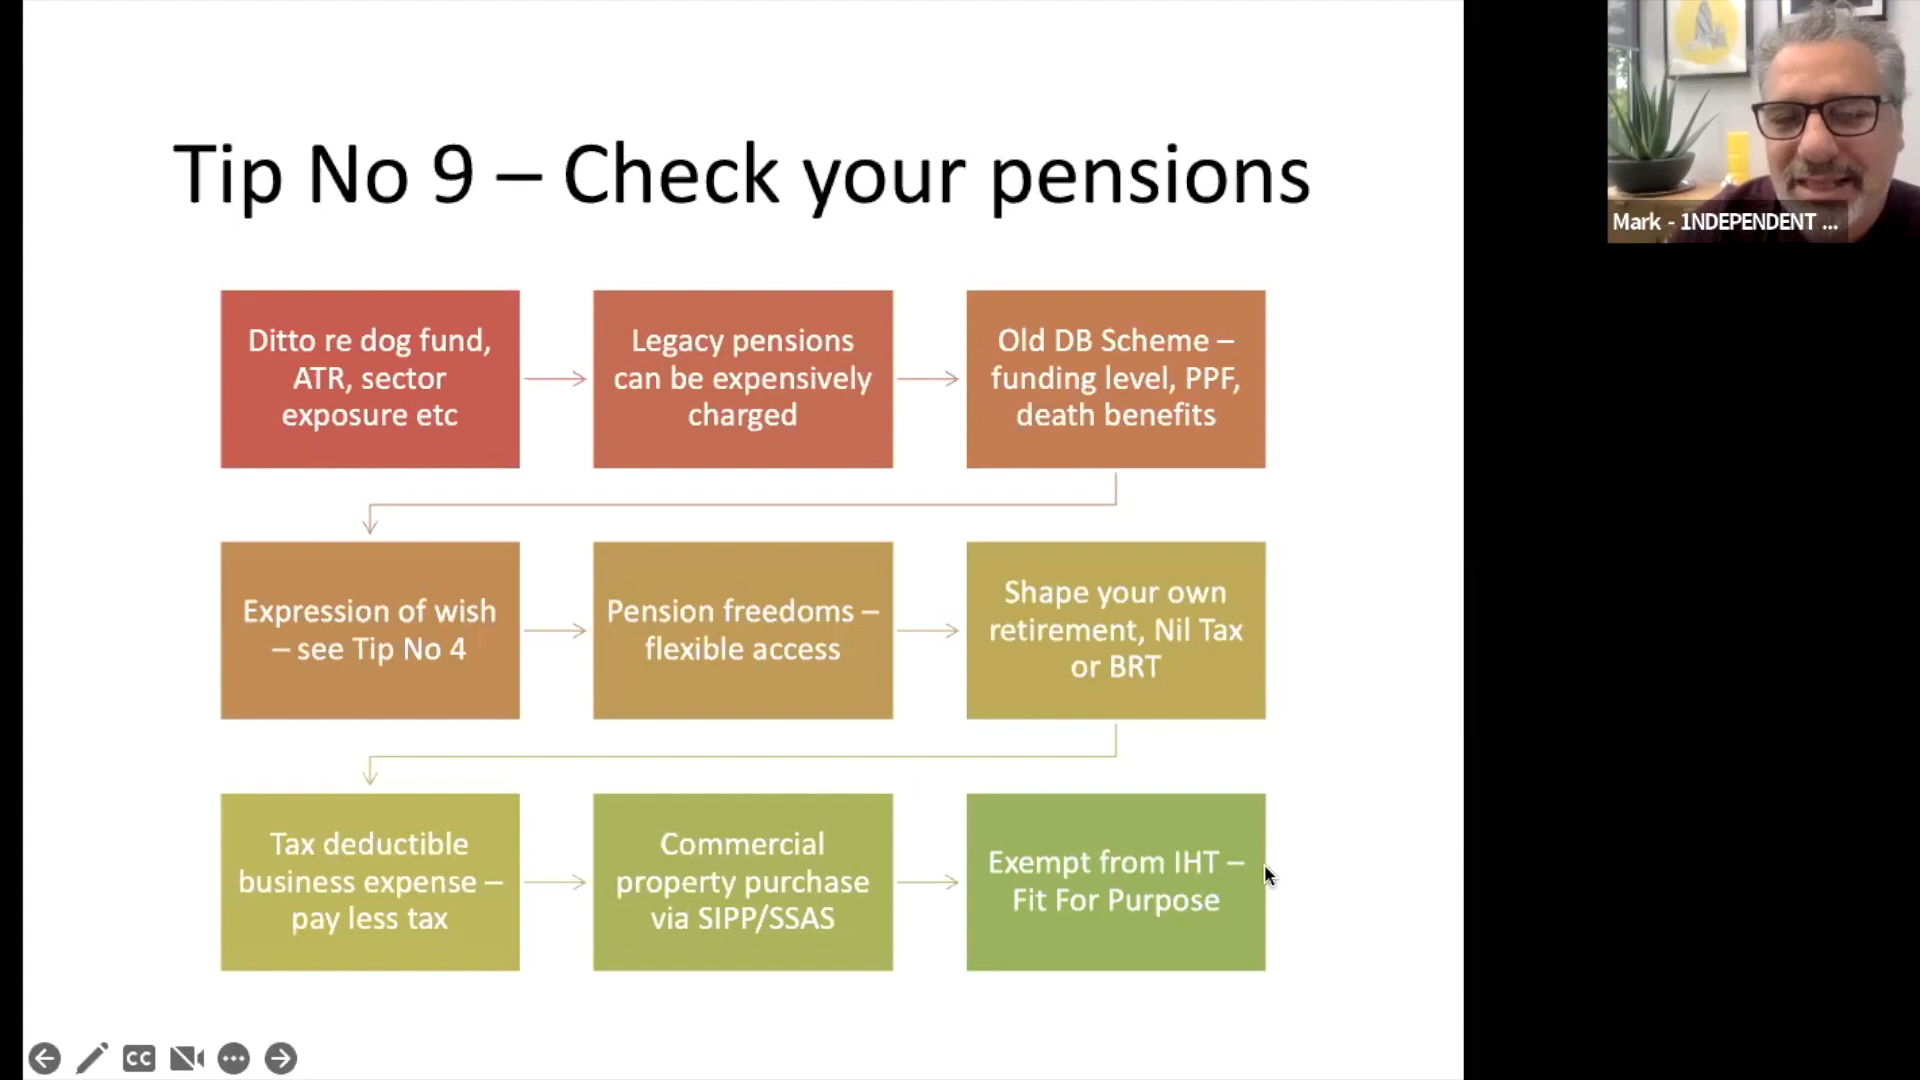 Tip No 9 – Check your pensions
Mark - 1NDEPENDENT ...
Ditto re dog fund,
ATR, sector
exposure etc
Legacy pensions
can be expensively
charged
Old DB Scheme –
funding level, PPF,
death benefits
Expression of wish
– see Tip No 4
Pension freedoms –
flexible access
Shape your own
retirement, Nil Tax
or BRT
Tax deductible
business expense –
pay less tax
Commercial
property purchase
via SIPP/SSAS
Exempt from IHT –
Fit For Purpose
CC